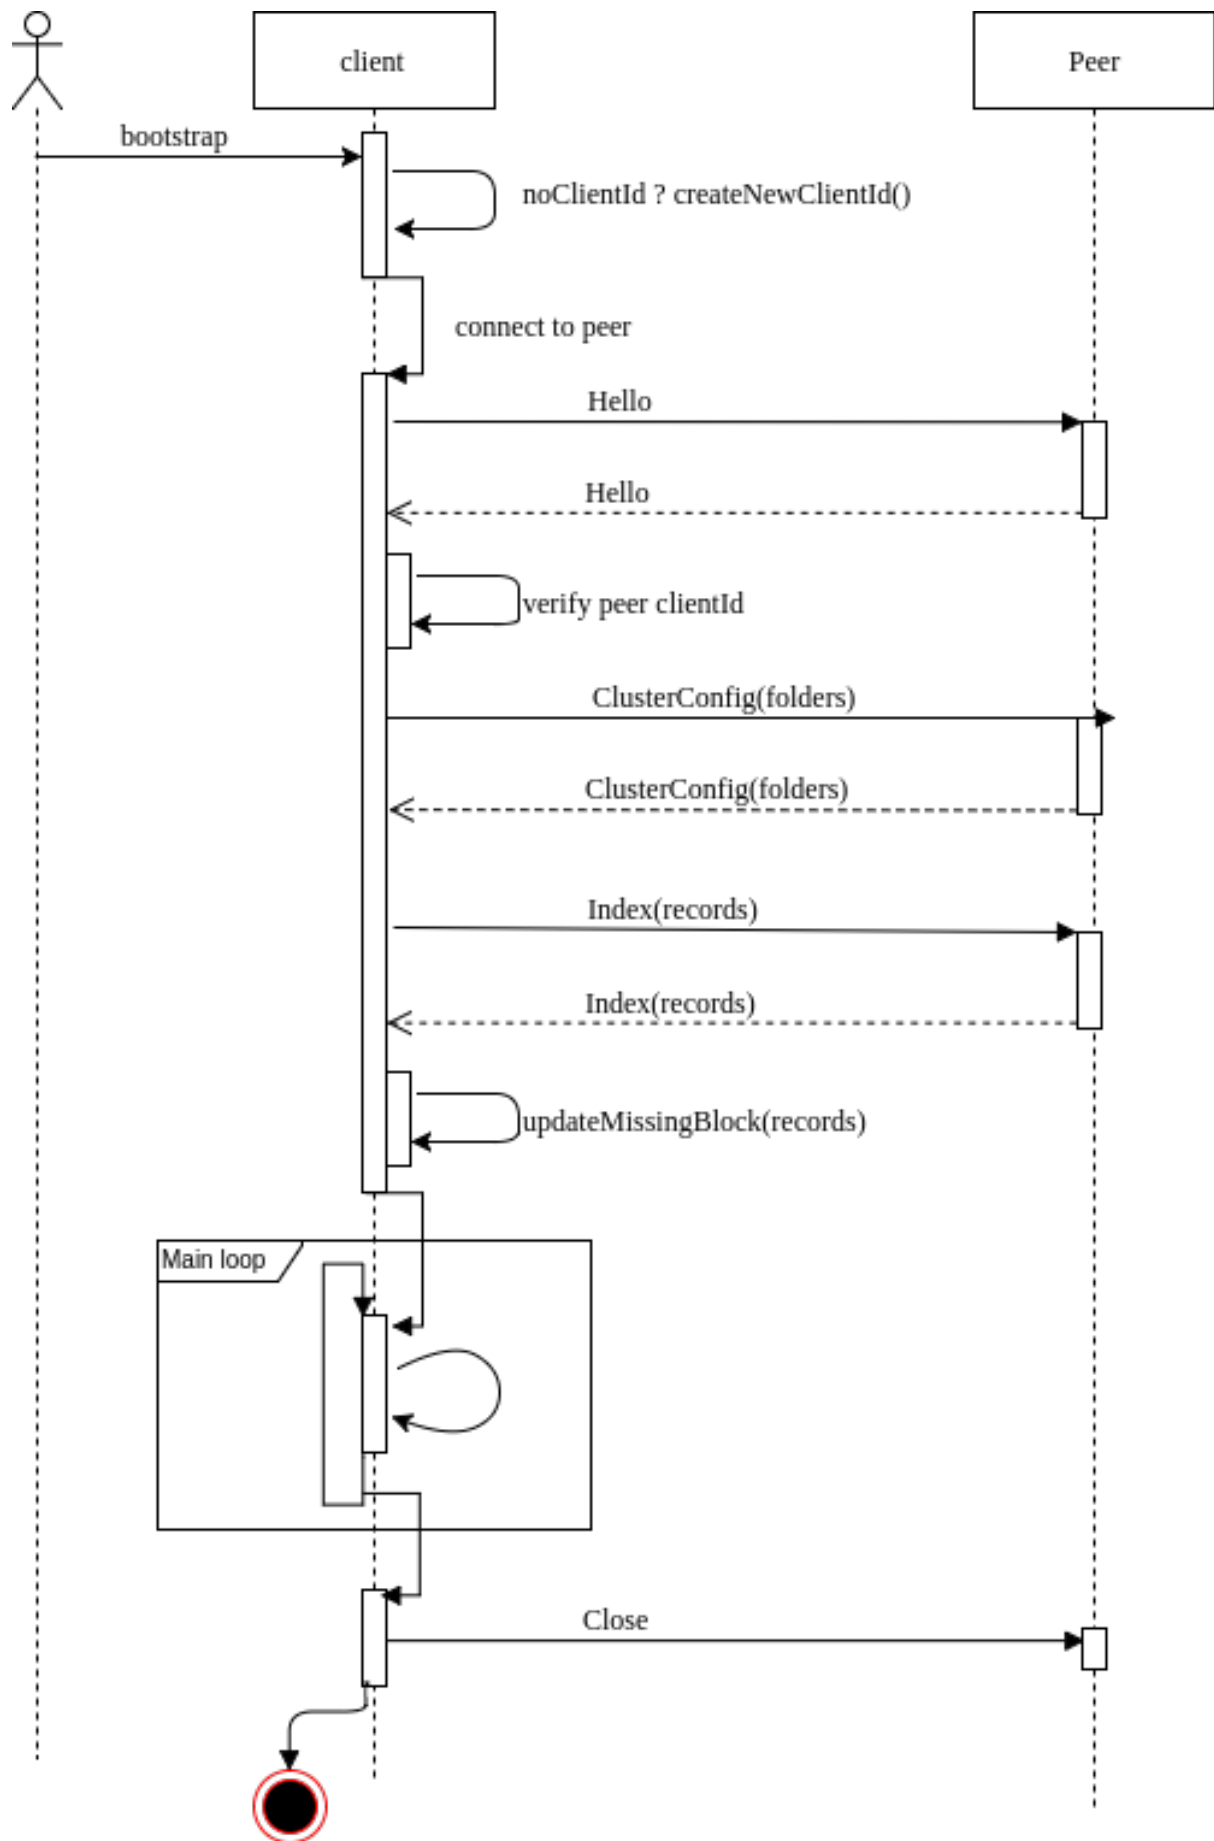 client
Peer
bootstrap
noClientId ? createNewClientId()
connect to peer
Hello
Hello
verify peer clientId
ClusterConfig(folders)
ClusterConfig(folders)
Index(records)
Index(records)
updateMissingBlock(records)
Main loop
Close